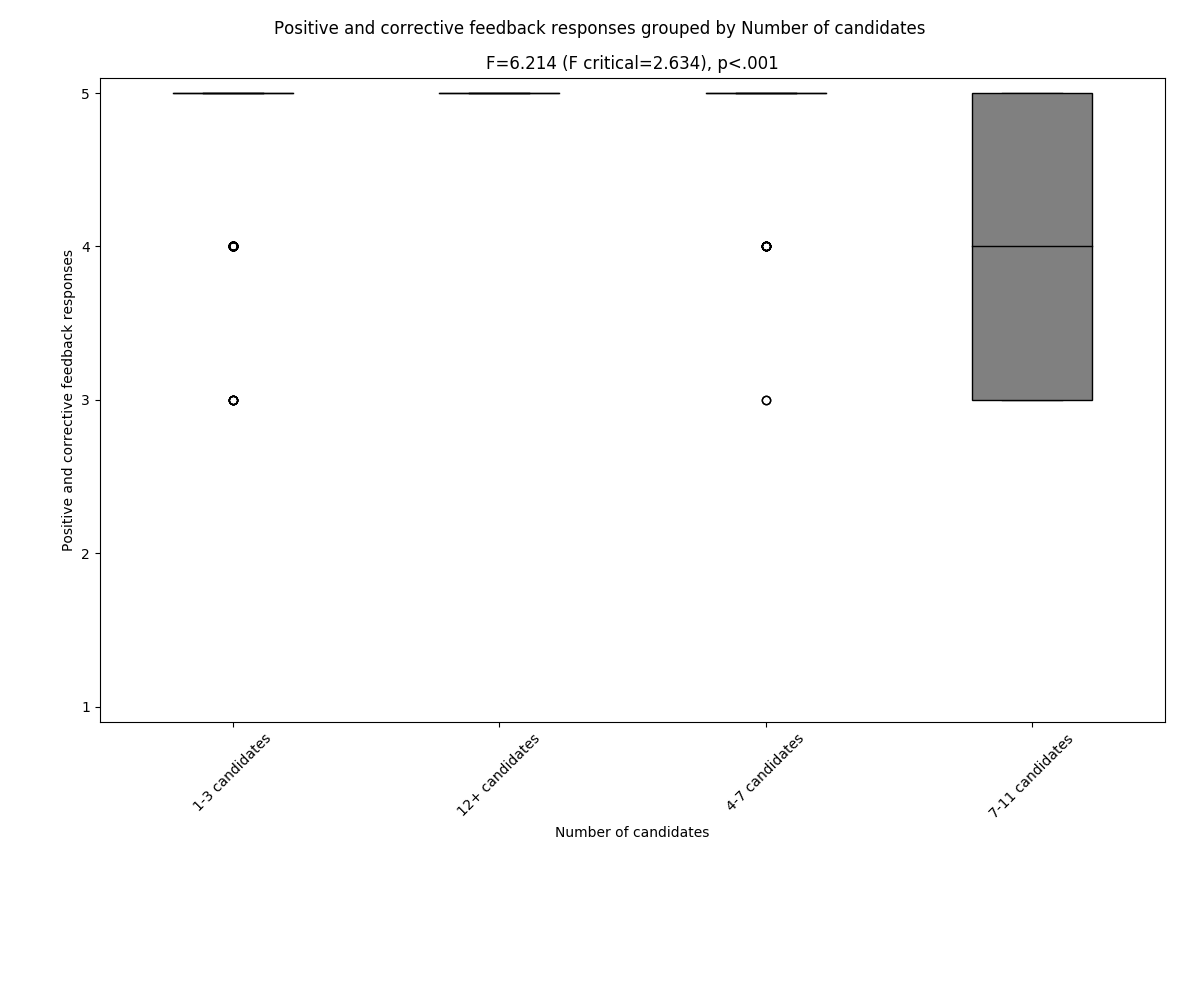 Positive and corrective feedback responses grouped by Number of candidates
F=6.214 (F critical=2.634), p<.001
Positive and corrective feedback responses
5
4
3
2
1
1-3 candidates
12+ candidates
4-7 candidates
7-11 candidates
Number of candidates